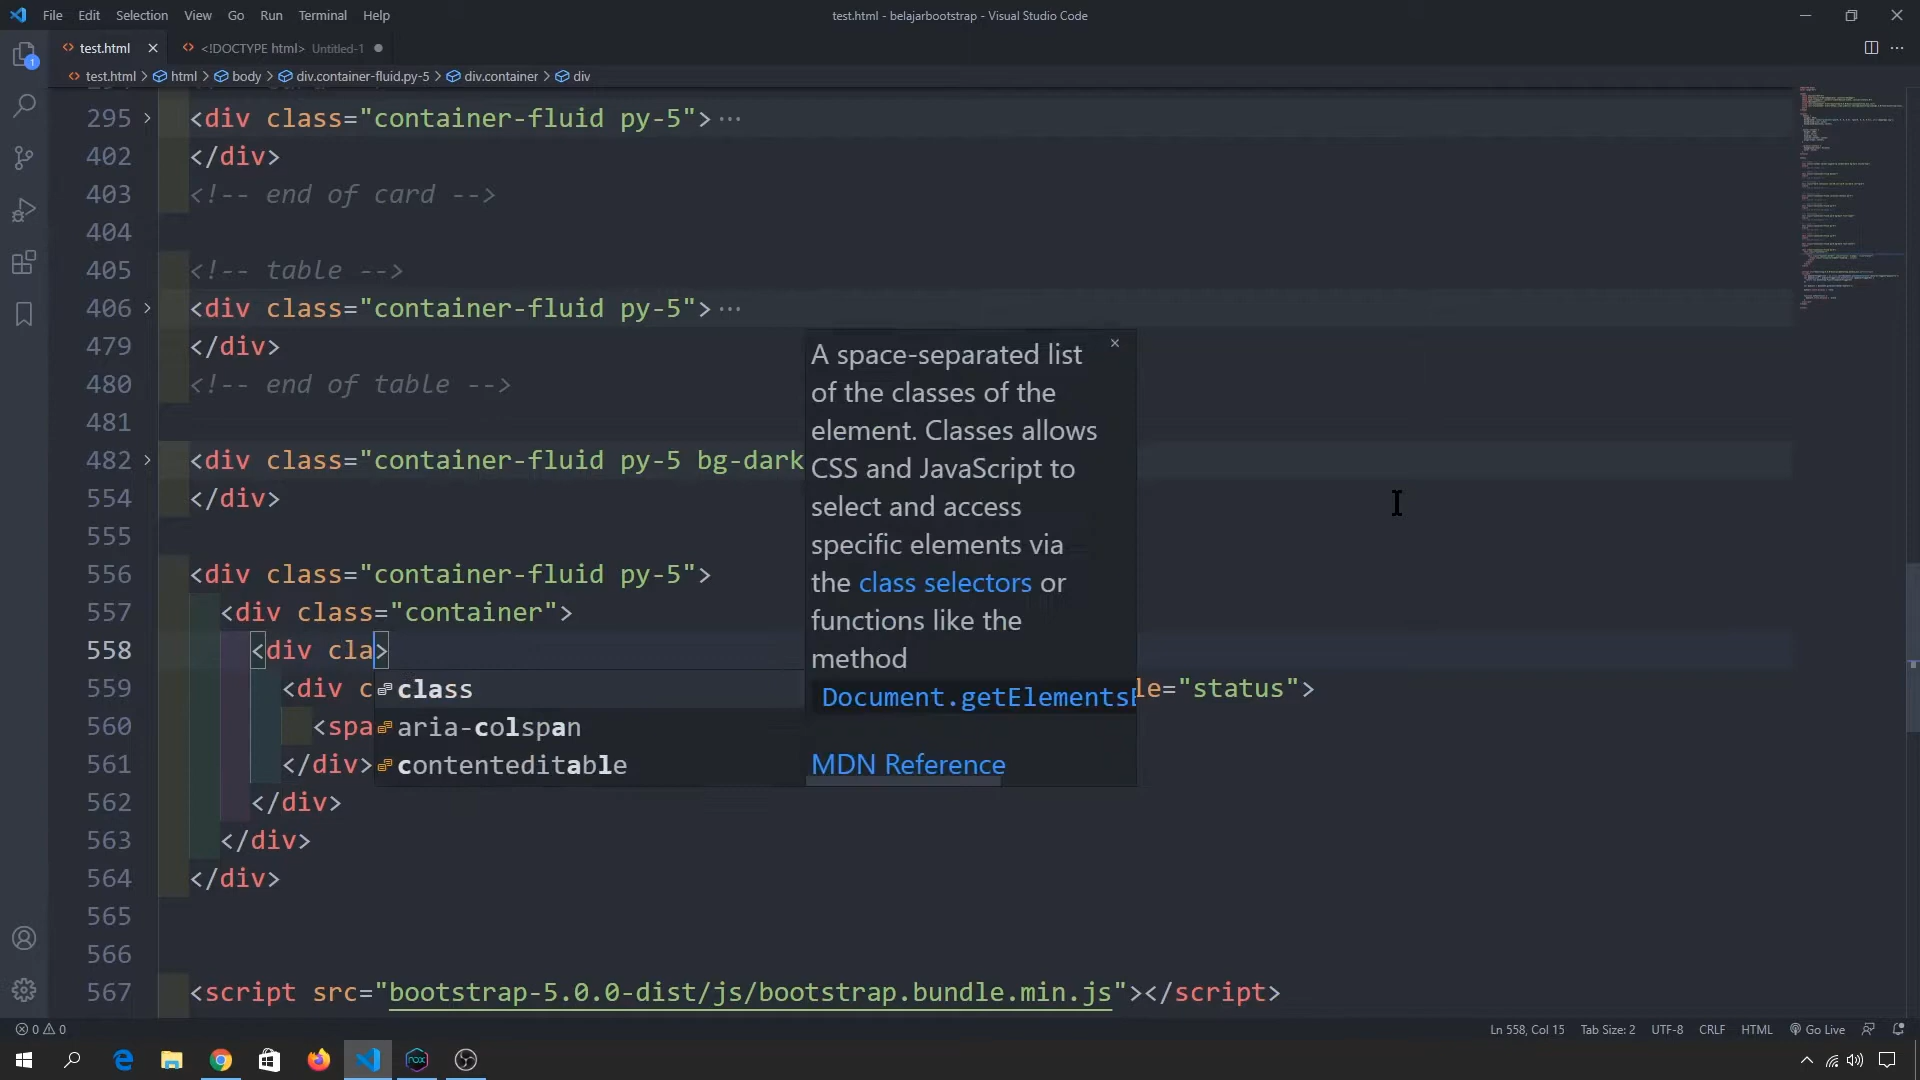 File Edit Selection View Go Run Terminal Help
test.html - belajarbootstrap - Visual Studio Code
test.html
<!DOCTYPE html> Untitled-1
test.html > html > body > div.container-fluid.py-5 > div.container > div
1
295 <div class="container-fluid py-5"> ···
402 </div>
403 <!-- end of card -->
404
405 <!-- table -->
406 <div class="container-fluid py-5"> ···
479 </div>
480 <!-- end of table -->
481
482 <div class="container-fluid py-5 bg-dark
554 </div>
555
556 <div class="container-fluid py-5">
557 <div class="container">
558 <div cla>
559 <div c le="status">
560 <spa
561 </div>
562 </div>
563 </div>
564 </div>
565
566
567 <script src="bootstrap-5.0.0-dist/js/bootstrap.bundle.min.js"></script>
class
aria-colspan
contenteditable
A space-separated list
of the classes of the
element. Classes allows
CSS and JavaScript to
select and access
specific elements via
the class selectors or
functions like the
method
Document.getElementsB
MDN Reference
0 0
Ln 558, Col 15 Tab Size: 2 UTF-8 CRLF HTML Go Live